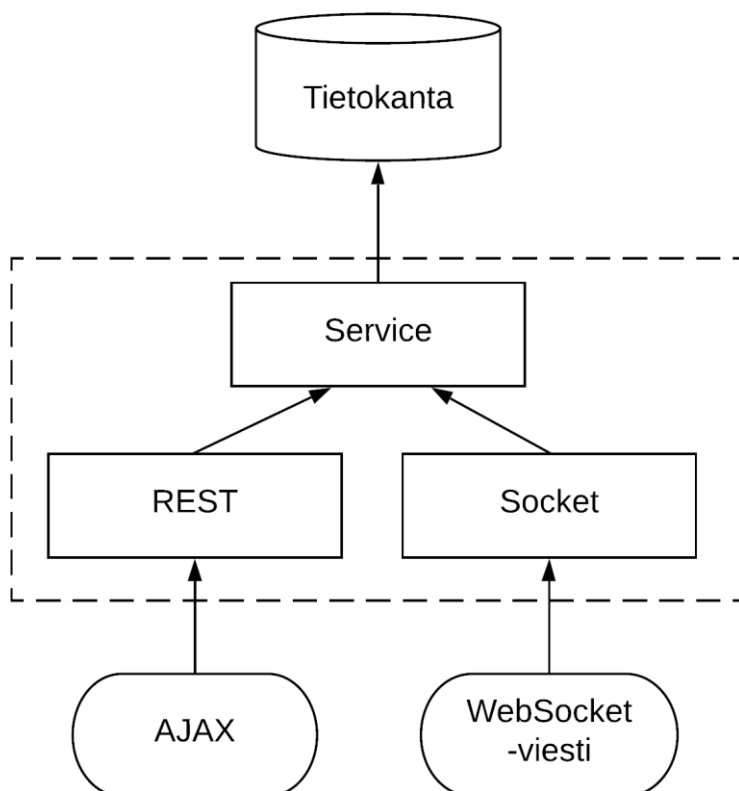 Tietokanta
Service
REST
Socket
AJAX
WebSocket
-viesti